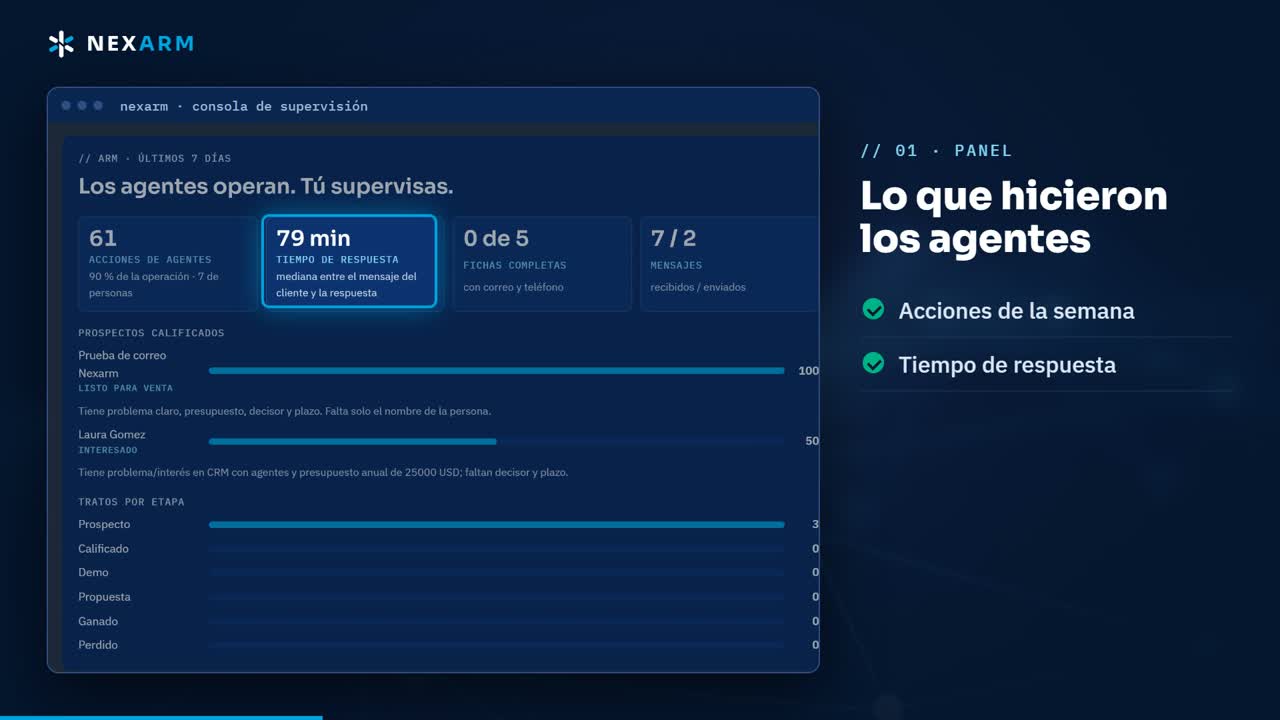 NEXARM
nexarm · consola de supervisión
// ARM · ÚLTIMOS 7 DÍAS
Los agentes operan. Tú supervisas.
61
ACCIONES DE AGENTES
90 % de la operación · 7 de
personas
79 min
TIEMPO DE RESPUESTA
mediana entre el mensaje del
cliente y la respuesta
0 de 5
FICHAS COMPLETAS
con correo y teléfono
7 / 2
MENSAJES
recibidos / enviados
PROSPECTOS CALIFICADOS
Prueba de correo
Nexarm
100
LISTO PARA VENTA
Tiene problema claro, presupuesto, decisor y plazo. Falta solo el nombre de la persona.
Laura Gomez
50
INTERESADO
Tiene problema/interés en CRM con agentes y presupuesto anual de 25000 USD; faltan decisor y plazo.
TRATOS POR ETAPA
Prospecto 3
Calificado 0
Demo 0
Propuesta 0
Ganado 0
Perdido 0
// 01 · PANEL
Lo que hicieron
los agentes
Acciones de la semana
Tiempo de respuesta